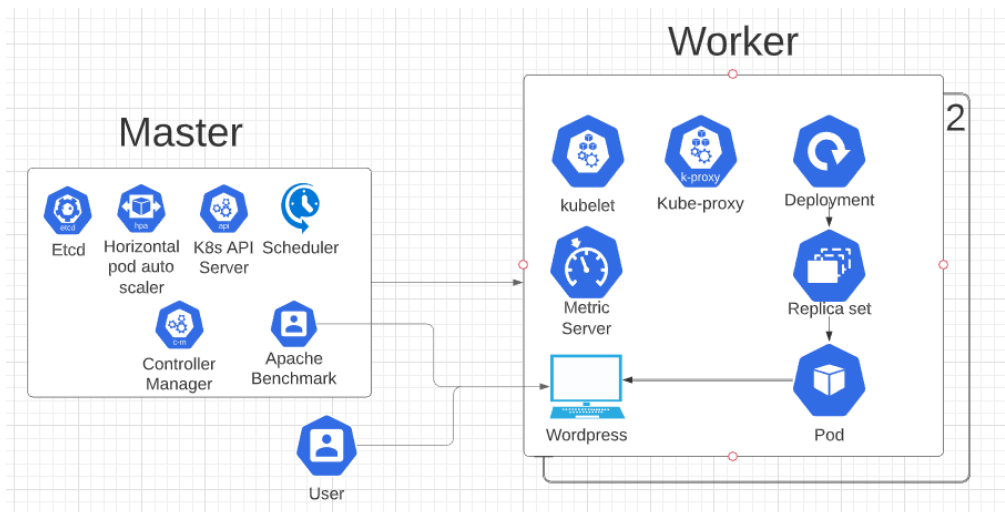 Worker
2
Master
etcd
Etcd
hpa
Horizontal
pod auto
scaler
api
K8s API
Server
Scheduler
c-m
Controller
Manager
Apache
Benchmark
User
kubelet
k-proxy
Kube-proxy
Deployment
Metric
Server
Replica set
Wordpress
Pod